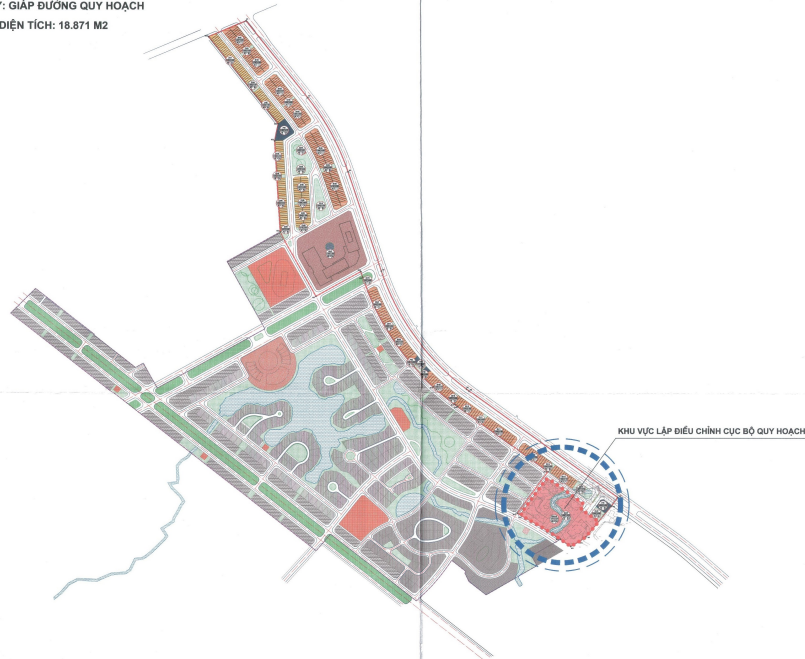 : GIÁP ĐƯỜNG QUY HOẠCH
DIỆN TÍCH: 18.871 M2
KHU VỰC LẬP ĐIỀU CHỈNH CỤC BỘ QUY HOẠCH